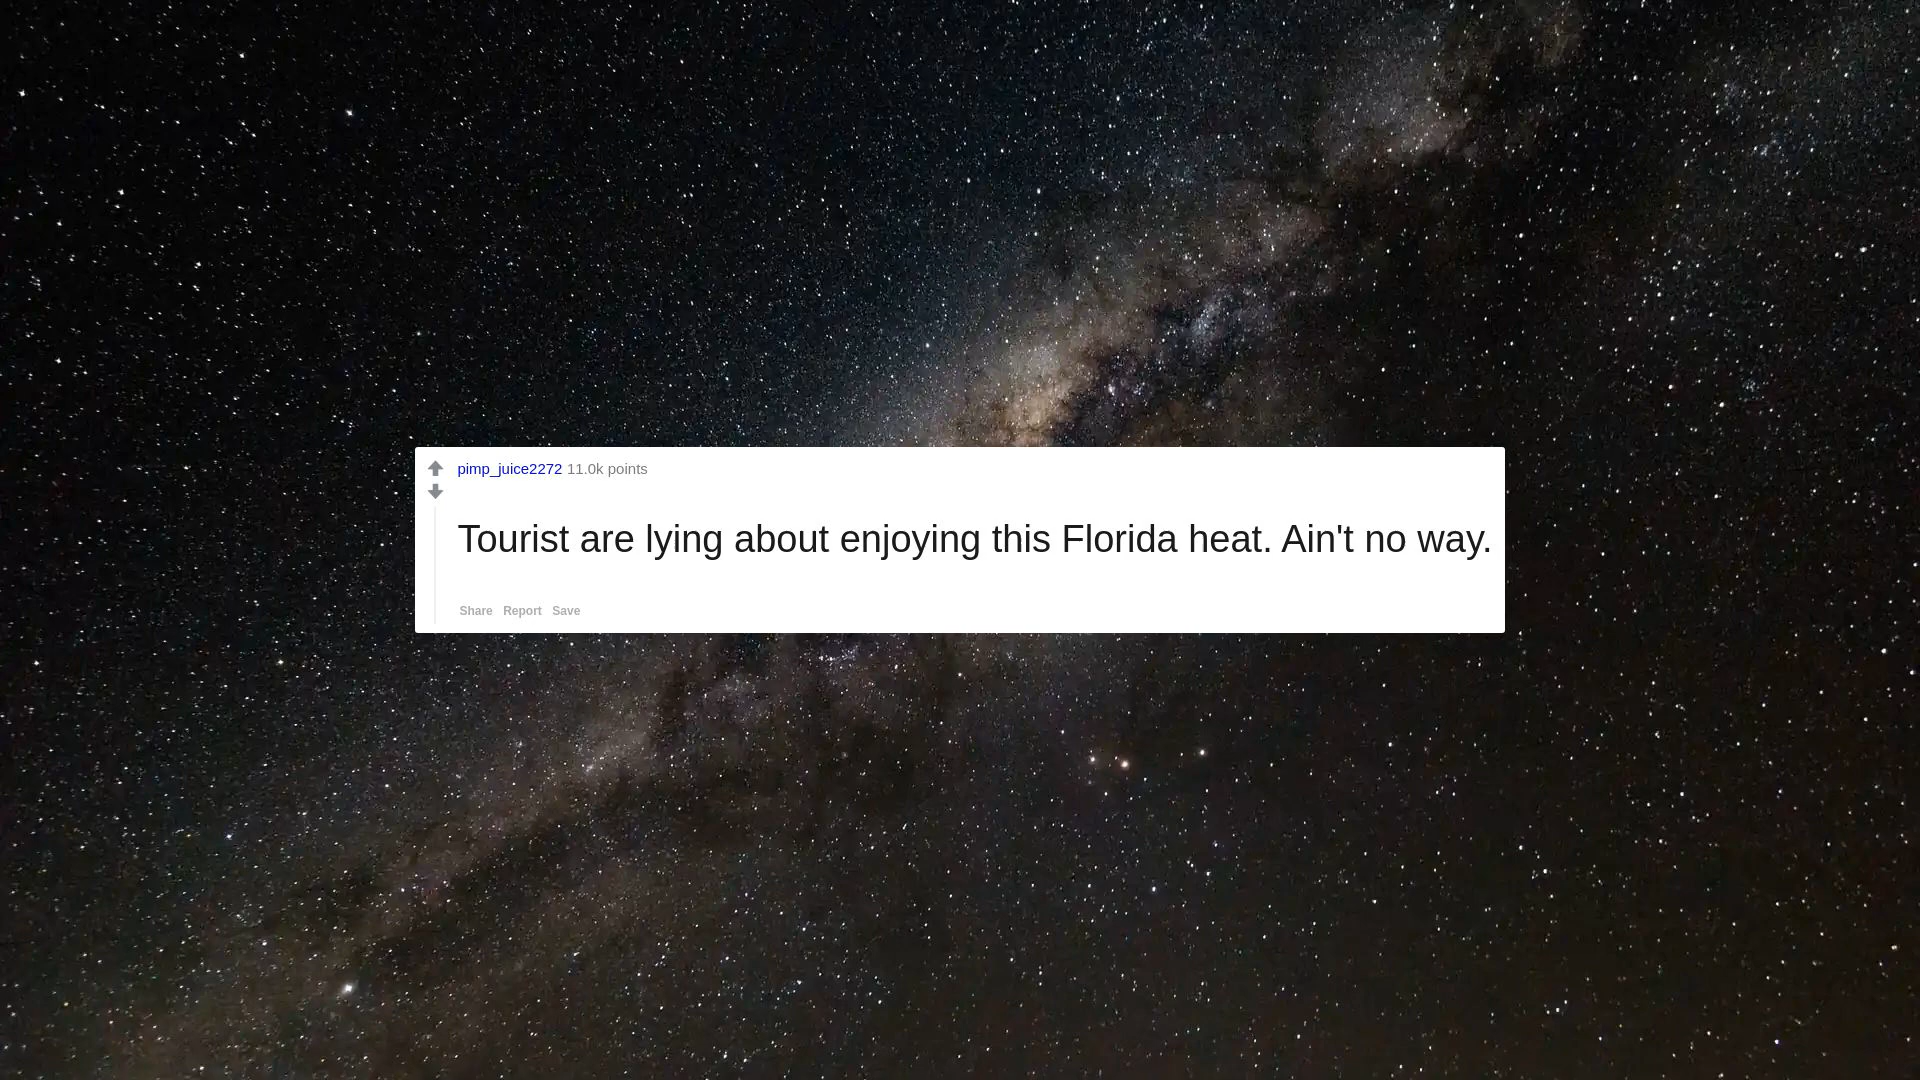 pimp_juice2272 11.0k points
Tourist are lying about enjoying this Florida heat. Ain't no way.
Share Report Save